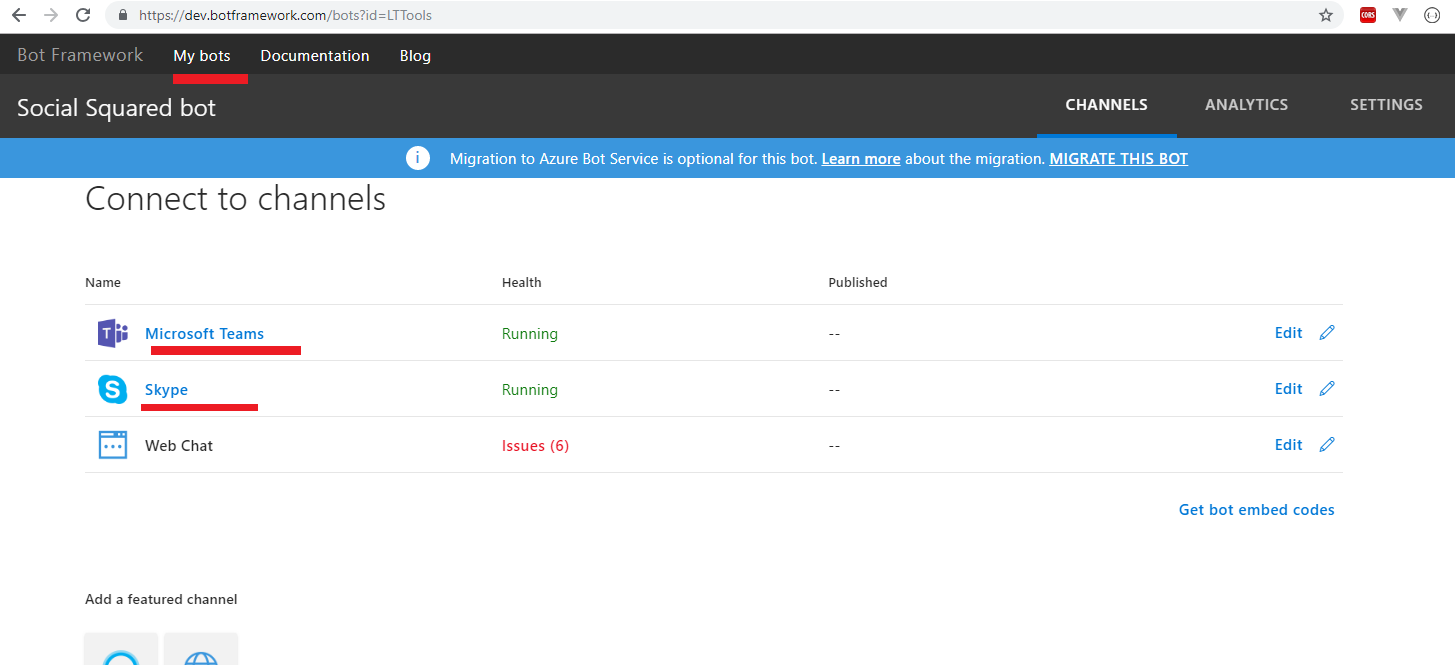 https://dev.botframework.com/bots?id=LTTools
CORS
Bot Framework My bots Documentation Blog
Social Squared bot CHANNELS ANALYTICS SETTINGS
i Migration to Azure Bot Service is optional for this bot. Learn more about the migration. MIGRATE THIS BOT
Connect to channels
Name Health Published
T Microsoft Teams Running -- Edit
S Skype Running -- Edit
Web Chat Issues (6) -- Edit
Get bot embed codes
Add a featured channel